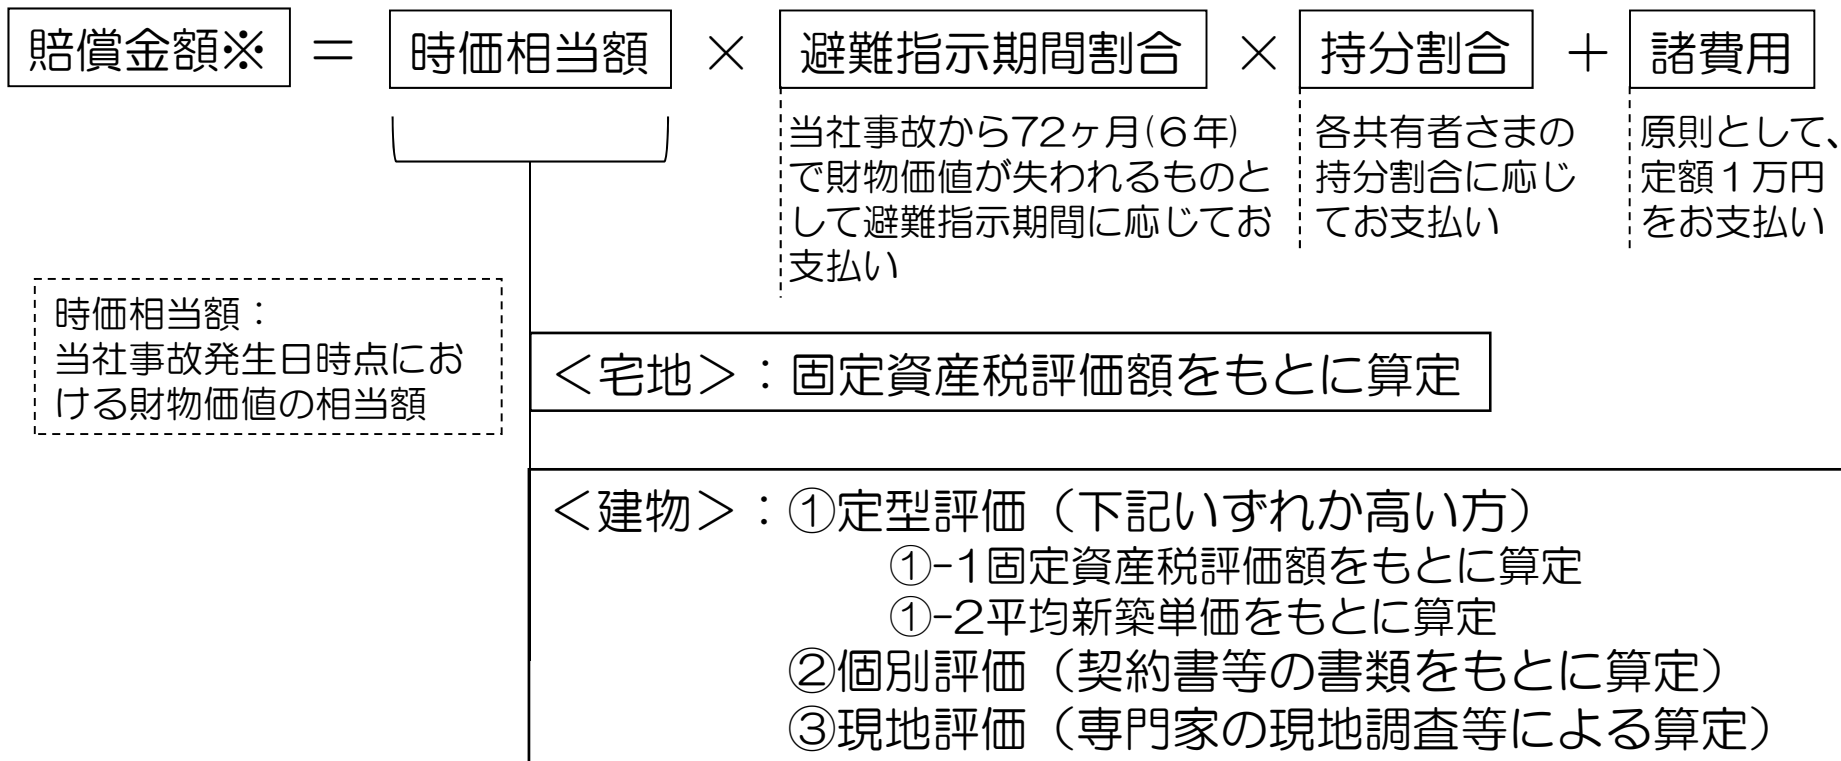 賠償金額※ ＝ 時価相当額 × 避難指示期間割合 × 持分割合 ＋ 諸費用
当社事故から72ヶ月(6年)
で財物価値が失われるものと
して避難指示期間に応じてお
支払い
各共有者さまの
持分割合に応じ
てお支払い
原則として、
定額1万円
をお支払い
時価相当額：
当社事故発生日時点にお
ける財物価値の相当額
＜宅地＞：固定資産税評価額をもとに算定
＜建物＞：①定型評価（下記いずれか高い方）
①-1固定資産税評価額をもとに算定
①-2平均新築単価をもとに算定
②個別評価（契約書等の書類をもとに算定）
③現地評価（専門家の現地調査等による算定）